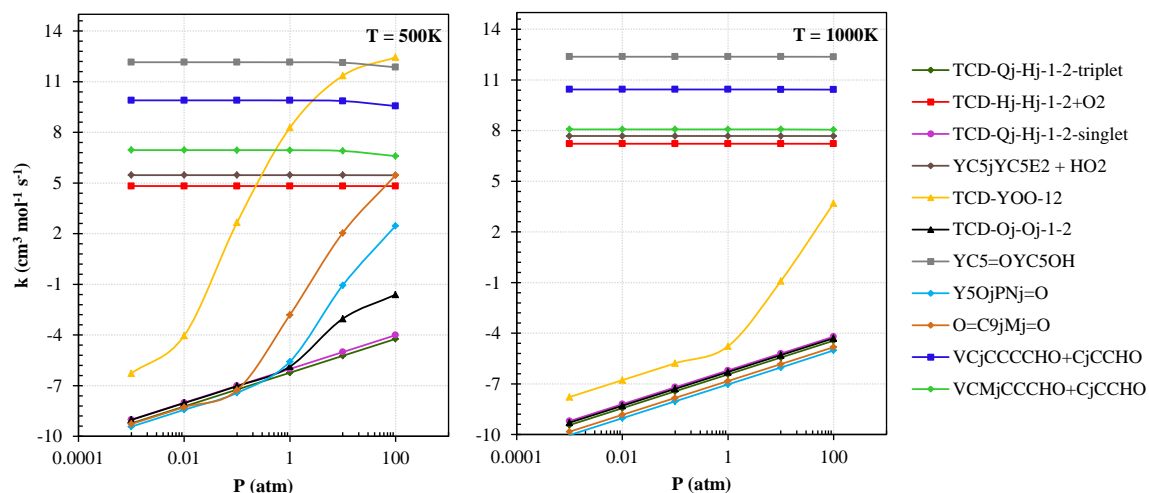 T = 500K
k (cm³ mol⁻¹ s⁻¹)
14
11
8
5
2
-1
-4
-7
-10
0.0001
0.01
1
100
P (atm)
T = 1000K
14
11
8
5
2
-1
-4
-7
-10
0.0001
0.01
1
100
P (atm)
TCD-Qj-Hj-1-2-triplet
TCD-Hj-Hj-1-2+O2
TCD-Qj-Hj-1-2-singlet
YC5jYC5E2 + HO2
TCD-YOO-12
TCD-Oj-Oj-1-2
YC5=OYC5OH
Y5OjPNj=O
O=C9jMj=O
VCjCCCCCHO+CjCCHO
VCMjCCCHO+CjCCHO